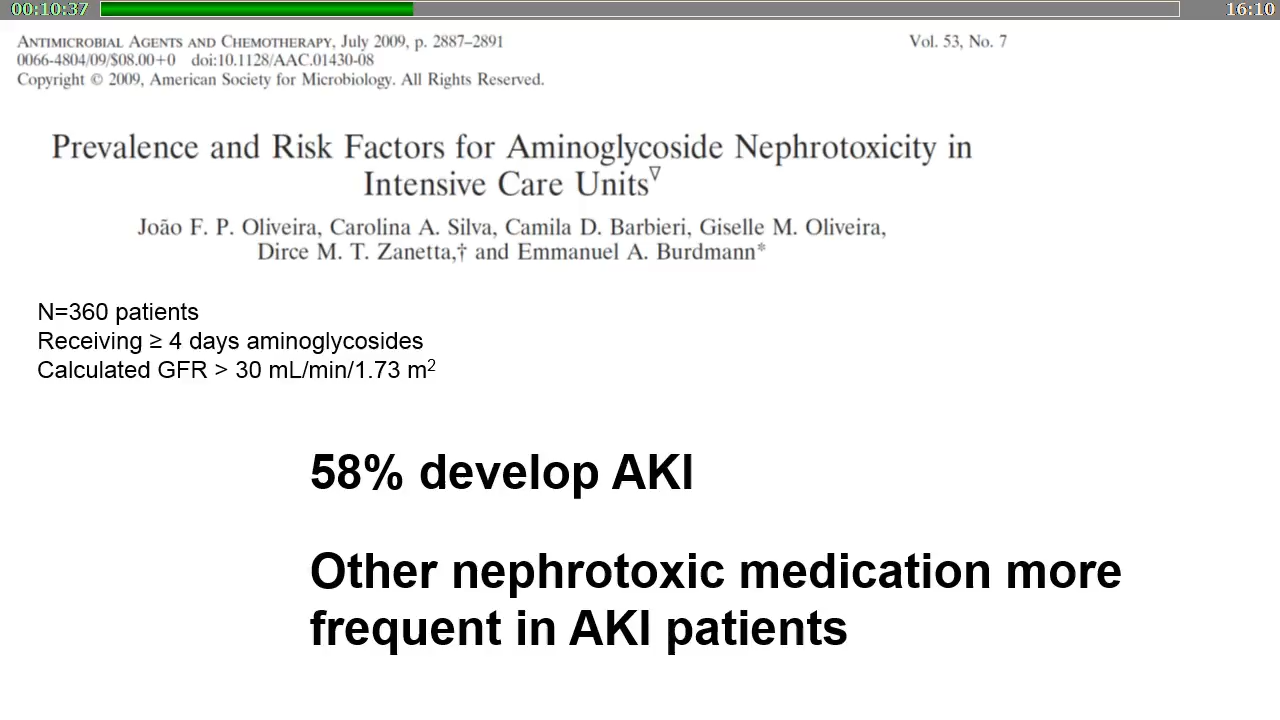 00:10:37
16:10
ANTIMICROBIAL AGENTS AND CHEMOTHERAPY, July 2009, p. 2887–2891
Vol. 53, No. 7
0066-4804/09/$08.00+0 doi:10.1128/AAC.01430-08
Copyright © 2009, American Society for Microbiology. All Rights Reserved.
Prevalence and Risk Factors for Aminoglycoside Nephrotoxicity in
Intensive Care Units▽
João F. P. Oliveira, Carolina A. Silva, Camila D. Barbieri, Giselle M. Oliveira,
Dirce M. T. Zanetta,† and Emmanuel A. Burdmann*
N=360 patients
Receiving ≥ 4 days aminoglycosides
Calculated GFR > 30 mL/min/1.73 m²
58% develop AKI
Other nephrotoxic medication more
frequent in AKI patients